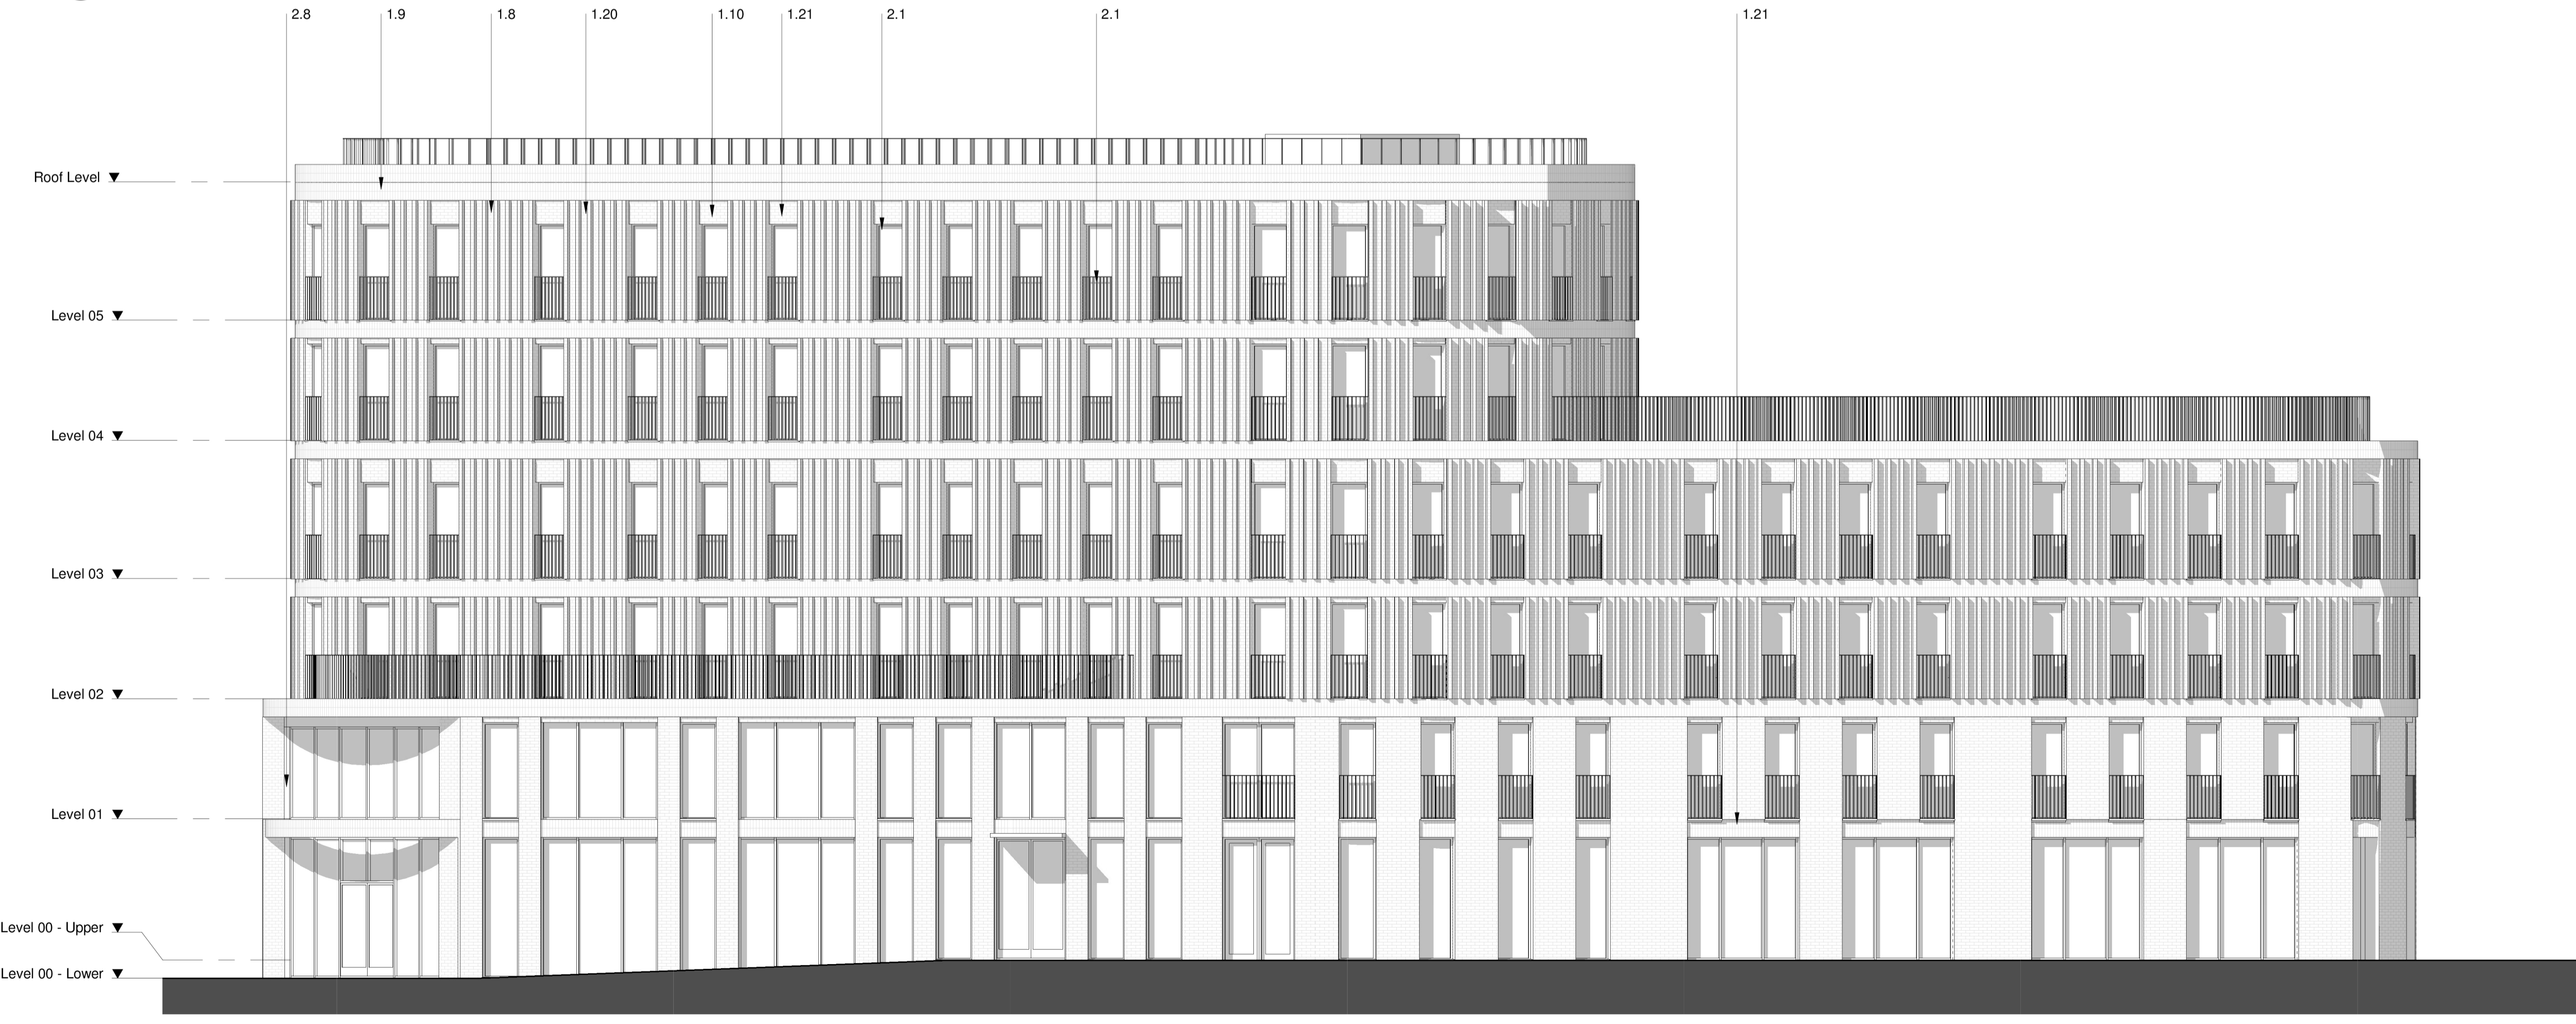 2.8 1.9 1.8 1.20 1.10 1.21 2.1 2.1 1.21
Roof Level
Level 05
Level 04
Level 03
Level 02
Level 01
Level 00 - Upper
Level 00 - Lower